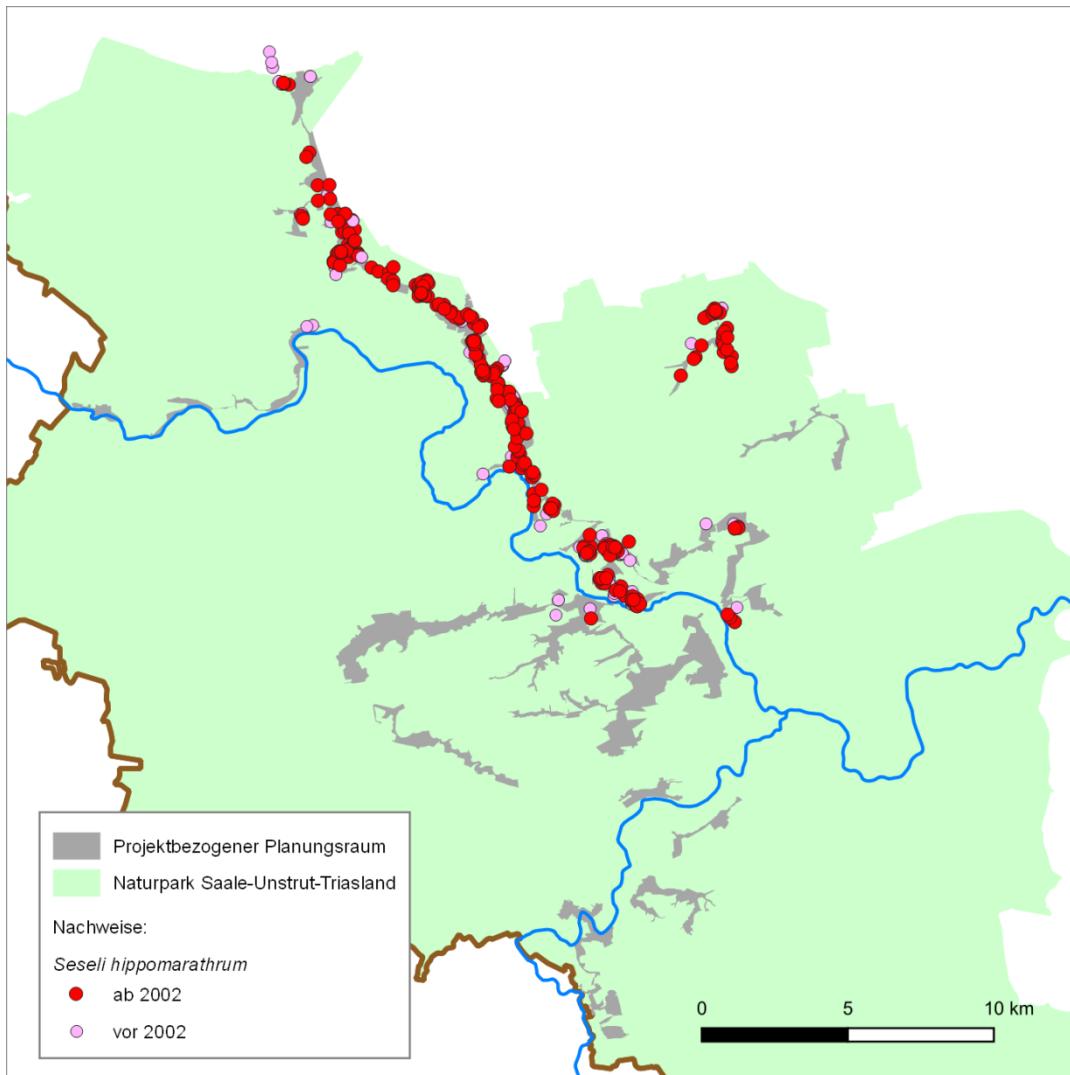 Projektbezogener Planungsraum
Naturpark Saale-Unstrut-Triasland
Nachweise:
Seseli hippomarathrum
ab 2002
vor 2002
0 5 10 km